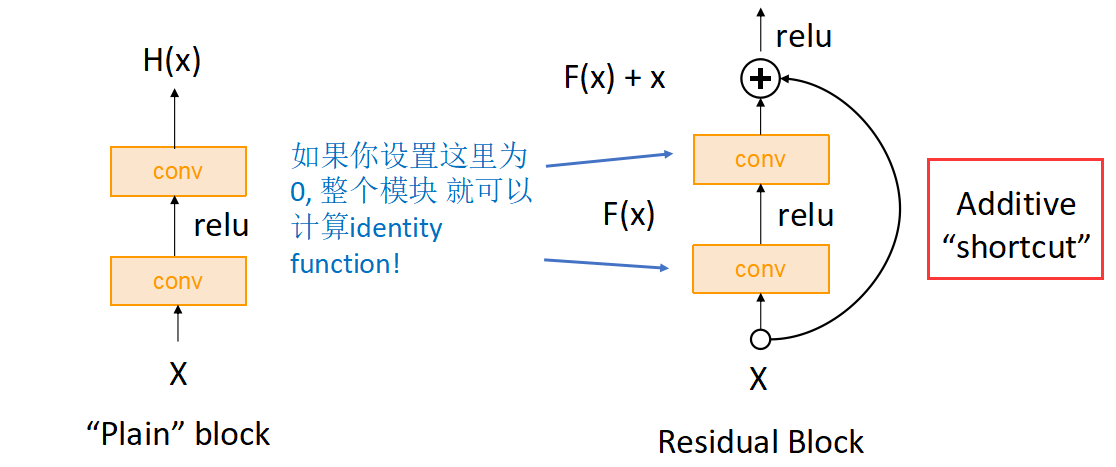 H(x)
conv
relu
conv
X
"Plain" block
如果你设置这里为
0, 整个模块 就可以
计算identity
function!
relu
F(x) + x
conv
F(x)
relu
conv
X
Residual Block
Additive
“shortcut”